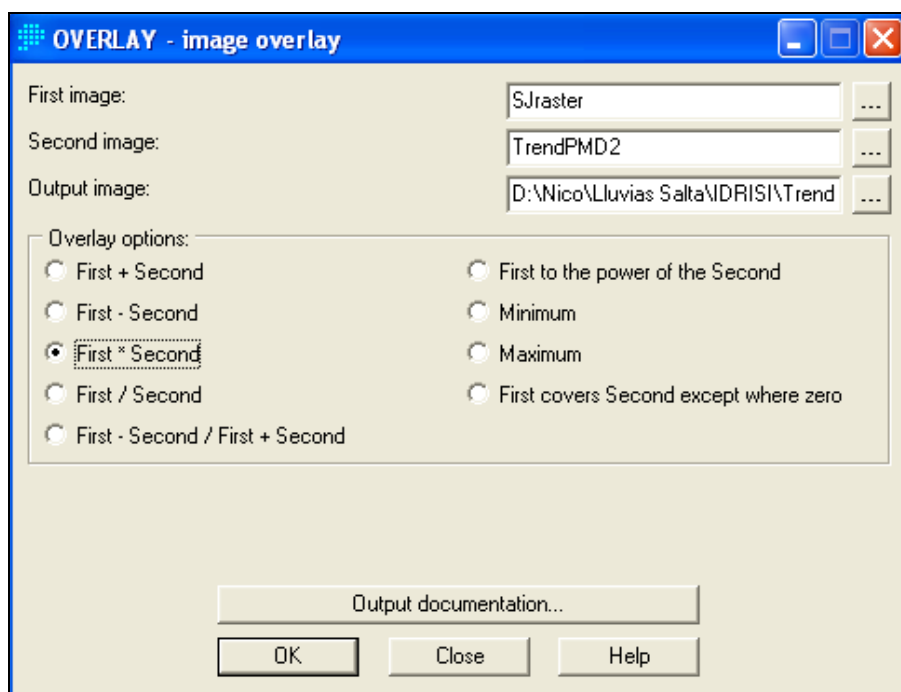 OVERLAY - image overlay
First image:
SJraster
...
Second image:
TrendPMD2
...
Output image:
D:\Nico\Lluvias Salta\IDRISI\Trend
...
Overlay options:
First + Second
First to the power of the Second
First - Second
Minimum
First * Second
Maximum
First / Second
First covers Second except where zero
First - Second / First + Second
Output documentation...
OK
Close
Help